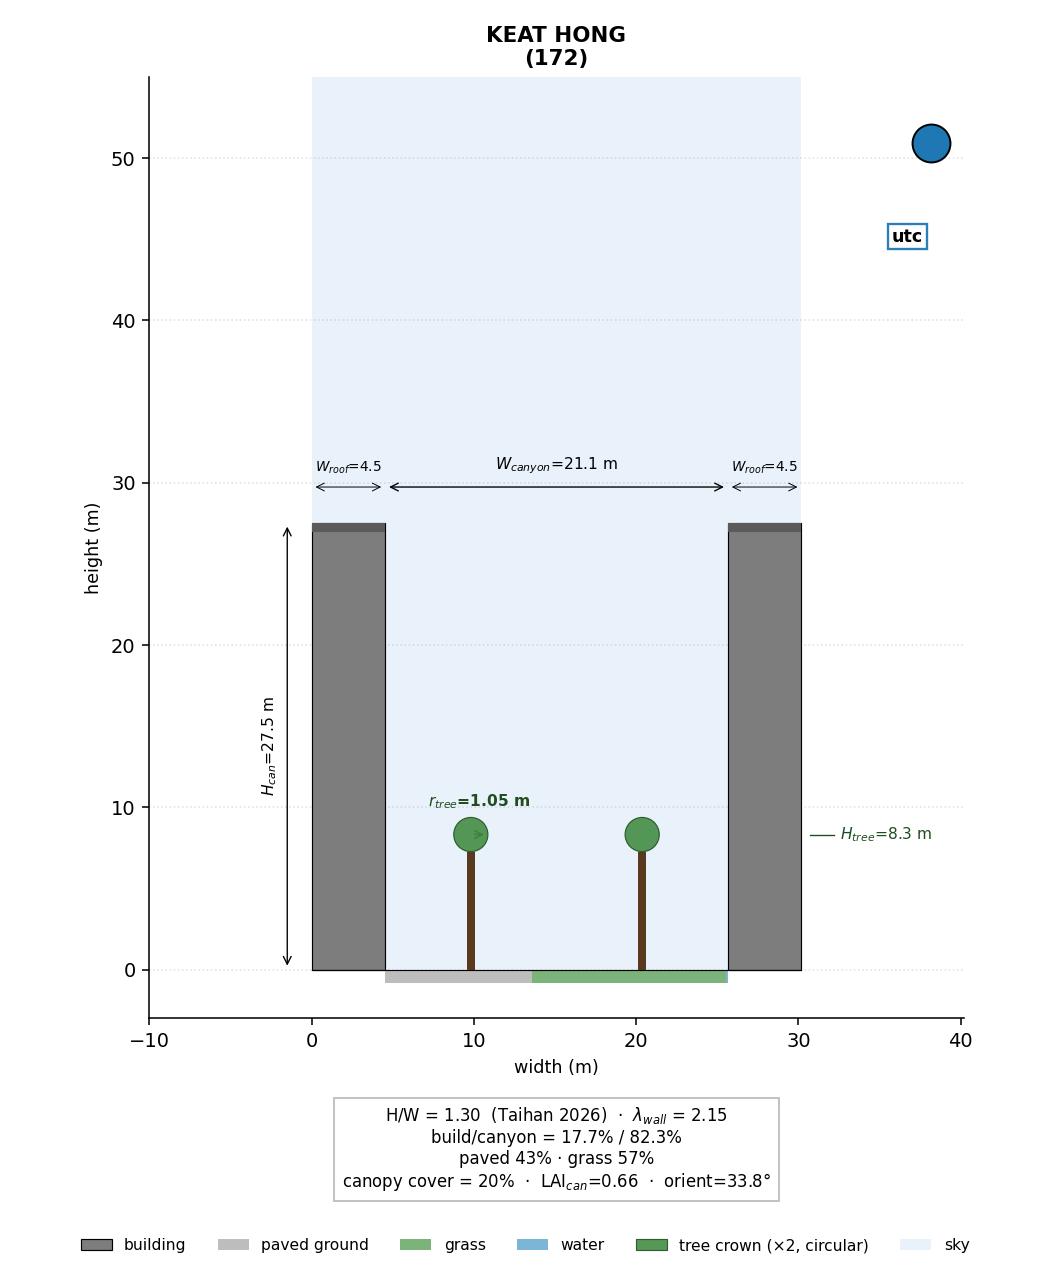 KEAT HONG
(172)
50
40
30
20
10
0
height (m)
utc
W_roof=4.5
W_canyon=21.1 m
W_roof=4.5
H_can=27.5 m
r_tree=1.05 m
H_tree=8.3 m
−10
0
10
20
30
40
width (m)
H/W = 1.30 (Taihan 2026) · λ_wall = 2.15
build/canyon = 17.7% / 82.3%
paved 43% · grass 57%
canopy cover = 20% · LAI_can=0.66 · orient=33.8°
building
paved ground
grass
water
tree crown (×2, circular)
sky